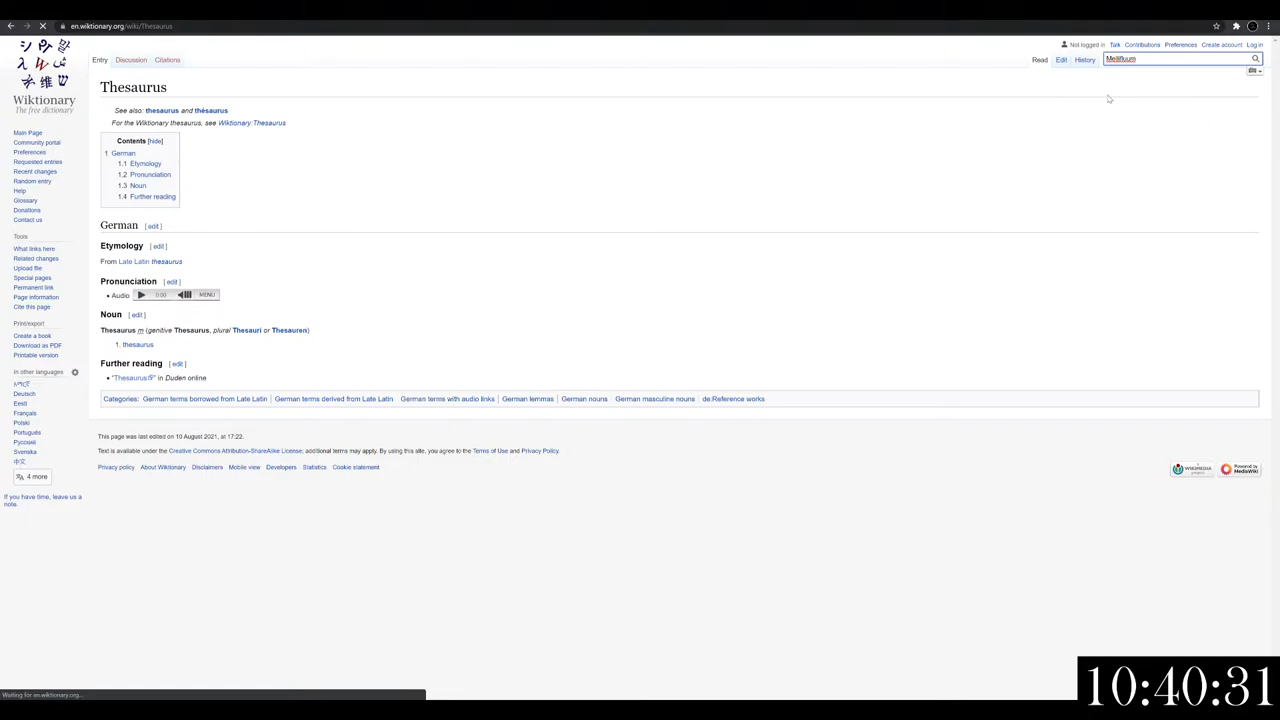 en.wiktionary.org/wiki/Thesaurus
Not logged in Talk Contributions Preferences Create account Log in
Entry Discussion Citations Read Edit History Mellifluum
Wiktionary
The free dictionary
Main Page
Community portal
Preferences
Requested entries
Recent changes
Random entry
Help
Glossary
Donations
Contact us
Tools
What links here
Related changes
Upload file
Special pages
Permanent link
Page information
Cite this page
Print/export
Create a book
Download as PDF
Printable version
In other languages
Deutsch
Eesti
Français
Polski
Português
Русский
Svenska
中文
4 more
If you have time, leave us a
note.
Thesaurus
See also: thesaurus and thésaurus
For the Wiktionary thesaurus, see Wiktionary:Thesaurus
Contents [hide]
1 German
1.1 Etymology
1.2 Pronunciation
1.3 Noun
1.4 Further reading
German [ edit ]
Etymology [ edit ]
From Late Latin thesaurus
Pronunciation [ edit ]
• Audio 0:00 MENU
Noun [ edit ]
Thesaurus m (genitive Thesaurus, plural Thesauri or Thesauren)
1. thesaurus
Further reading [ edit ]
• "Thesaurus" in Duden online
Categories: German terms borrowed from Late Latin | German terms derived from Late Latin | German terms with audio links | German lemmas | German nouns | German masculine nouns | de:Reference works
This page was last edited on 10 August 2021, at 17:22.
Text is available under the Creative Commons Attribution-ShareAlike License; additional terms may apply. By using this site, you agree to the Terms of Use and Privacy Policy.
Privacy policy About Wiktionary Disclaimers Mobile view Developers Statistics Cookie statement
WIKIMEDIA project
Powered by MediaWiki
Waiting for en.wiktionary.org...
10:40:31